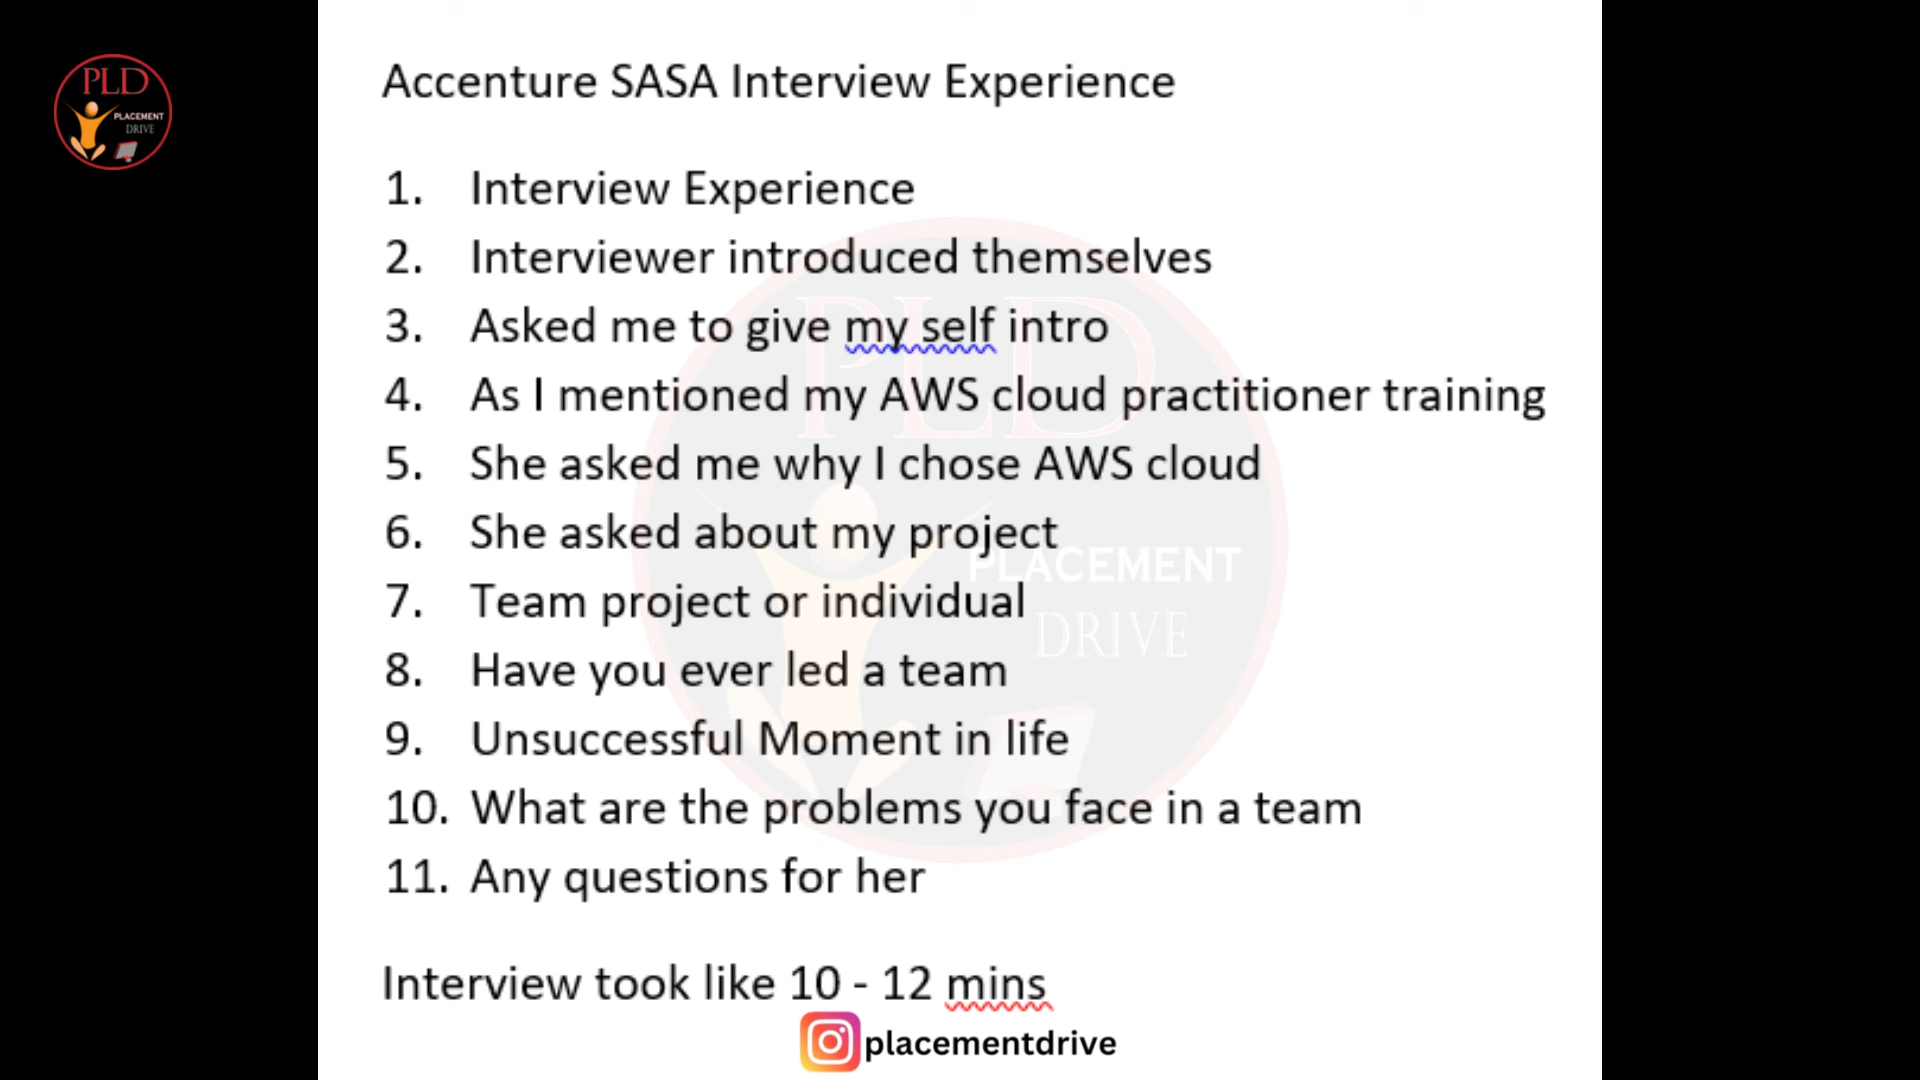 PLD
PLACEMENT
DRIVE
Accenture SASA Interview Experience
1. Interview Experience
2. Interviewer introduced themselves
3. Asked me to give my self intro
4. As I mentioned my AWS cloud practitioner training
5. She asked me why I chose AWS cloud
6. She asked about my project
7. Team project or individual
8. Have you ever led a team
9. Unsuccessful Moment in life
10. What are the problems you face in a team
11. Any questions for her
PLD
PLACEMENT
DRIVE
Interview took like 10 - 12 mins
placementdrive